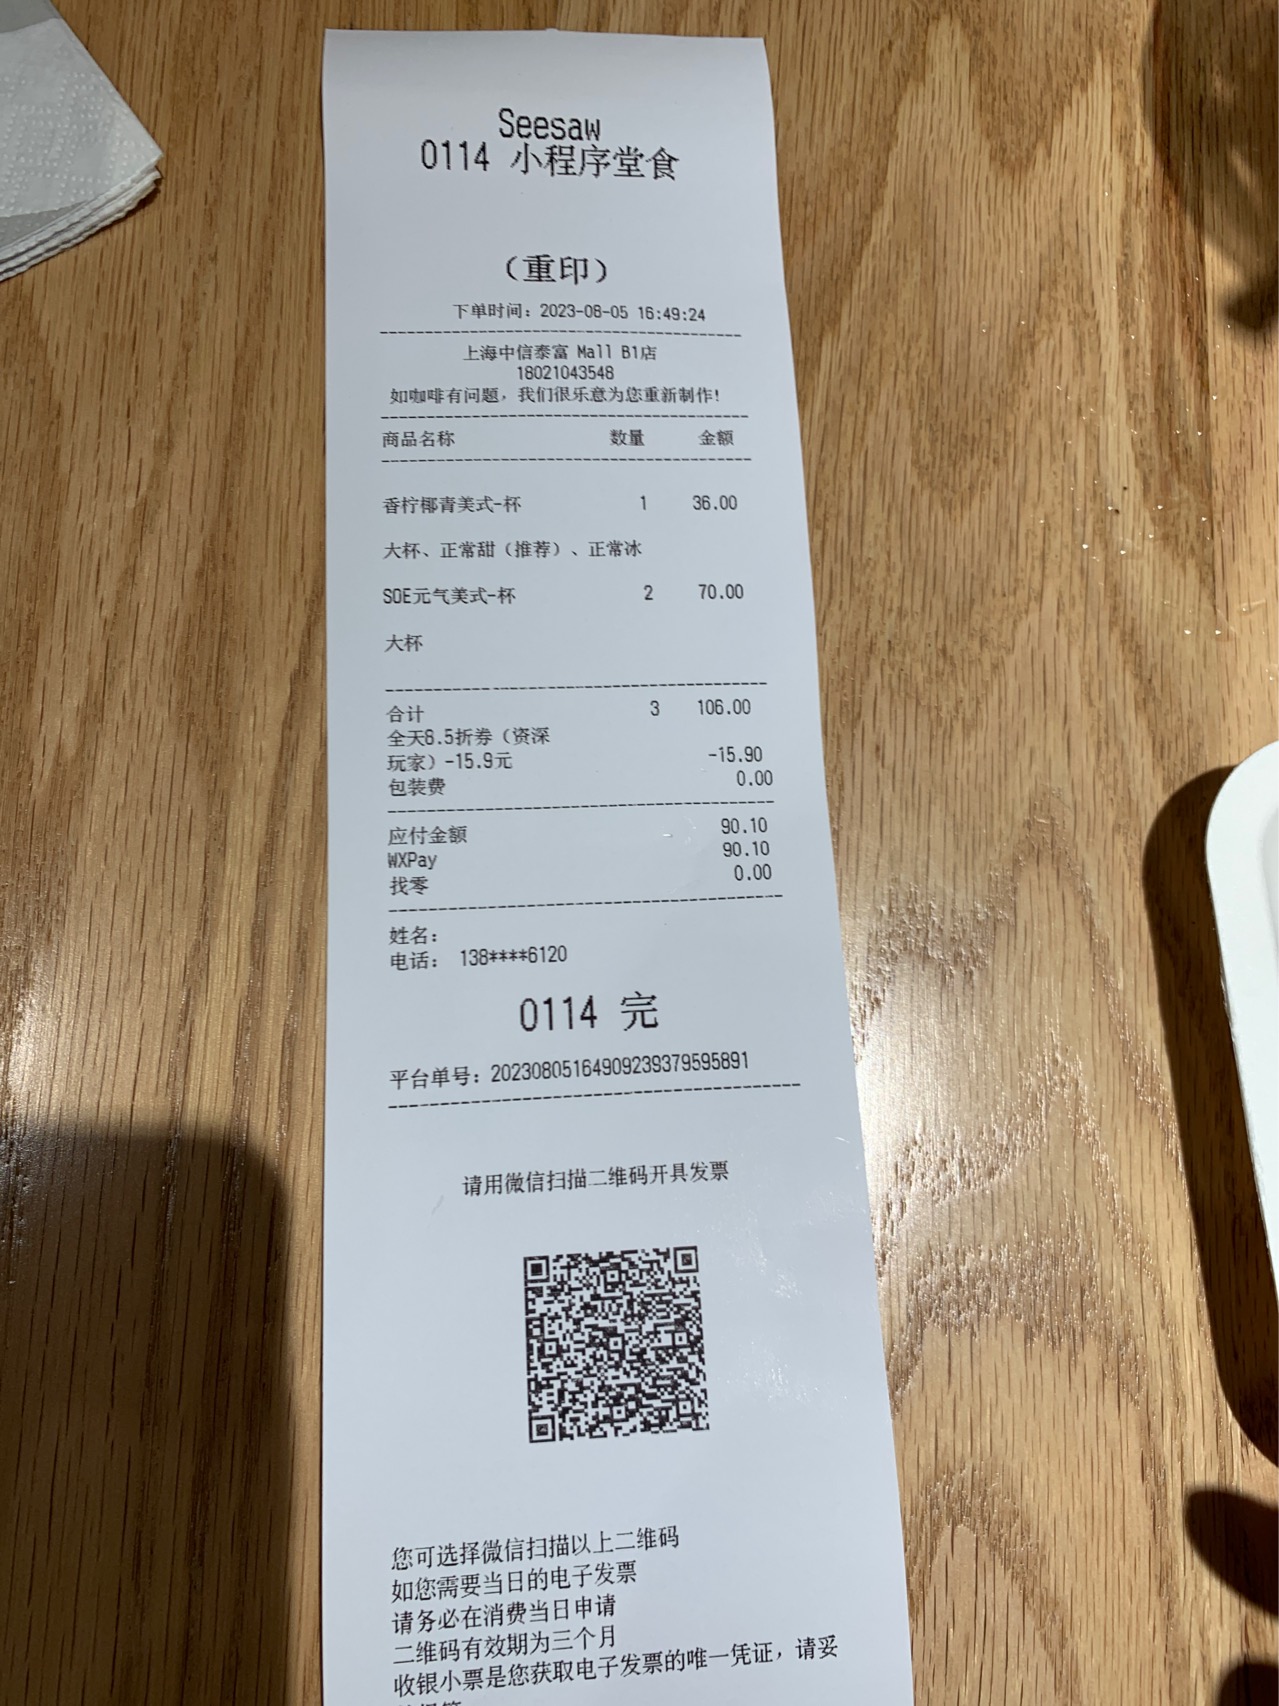 Seesaw
0114 小程序堂食
（重印）
下单时间：2023-08-05 16:49:24
上海中信泰富 Mall B1店
18021043548
如咖啡有问题，我们很乐意为您重新制作！
商品名称 数量 金额
香柠椰青美式-杯 1 36.00
大杯、正常甜（推荐）、正常冰
SOE元气美式-杯 2 70.00
大杯
合计 3 106.00
全天8.5折券（资深
玩家）-15.9元 -15.90
包装费 0.00
应付金额 90.10
WXPay 90.10
找零 0.00
姓名：
电话： 138****6120
0114 完
平台单号：20230805164909239379595891
请用微信扫描二维码开具发票
您可选择微信扫描以上二维码
如您需要当日的电子发票
请务必在消费当日申请
二维码有效期为三个月
收银小票是您获取电子发票的唯一凭证，请妥